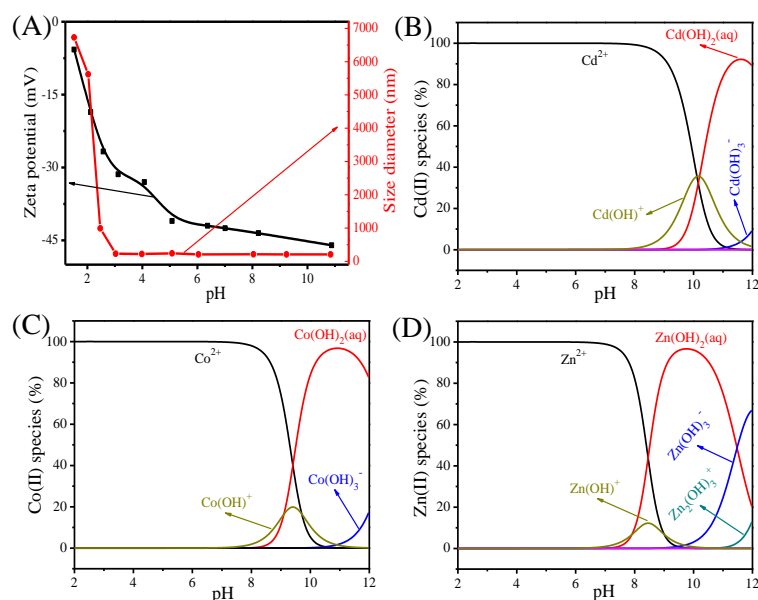 (A)
Zeta potential (mV)
0
-15
-30
-45
2 4 6 8 10
pH
0
1000
2000
3000
4000
5000
6000
7000
Size diameter (nm)
(B)
Cd(II) species (%)
100
80
60
40
20
0
Cd²⁺
Cd(OH)₂(aq)
Cd(OH)⁺
Cd(OH)₃⁻
2 4 6 8 10 12
pH
(C)
Co(II) species (%)
100
80
60
40
20
0
Co²⁺
Co(OH)₂(aq)
Co(OH)⁺
Co(OH)₃⁻
2 4 6 8 10 12
pH
(D)
Zn(II) species (%)
100
80
60
40
20
0
Zn²⁺
Zn(OH)₂(aq)
Zn(OH)⁺
Zn(OH)₃⁻
Zn₂(OH)₃⁺
2 4 6 8 10 12
pH